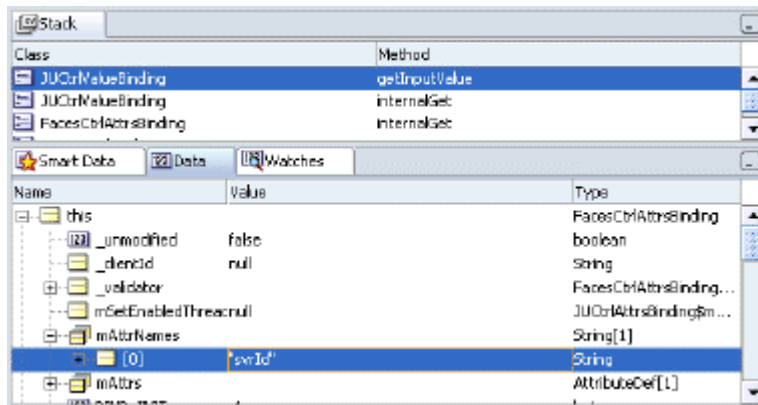 Stack
Class Method
JUCtrlValueBinding getInputValue
JUCtrlValueBinding internalGet
FacesCtrlAttrsBinding internalGet
Smart Data Data Watches
Name Value Type
this FacesCtrlAttrsBinding
_unmodified false boolean
_clientId null String
_validator FacesCtrlAttrsBinding...
mSetEnabledThreacnull JUCtrlAttrsBinding$m...
mAttrNames String[1]
[0] "svrId" String
mAttrs AttributeDef[1]